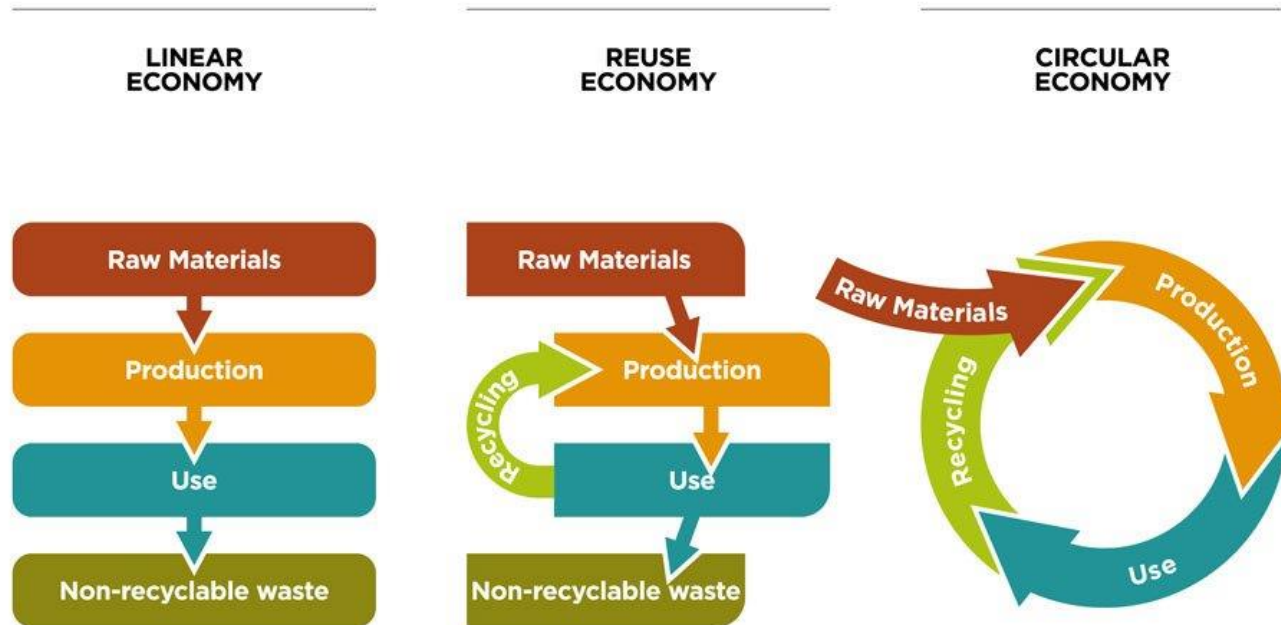 LINEAR
ECONOMY
Raw Materials
Production
Use
Non-recyclable waste
REUSE
ECONOMY
Raw Materials
Production
Recycling
Use
Non-recyclable waste
CIRCULAR
ECONOMY
Raw Materials
Production
Use
Recycling